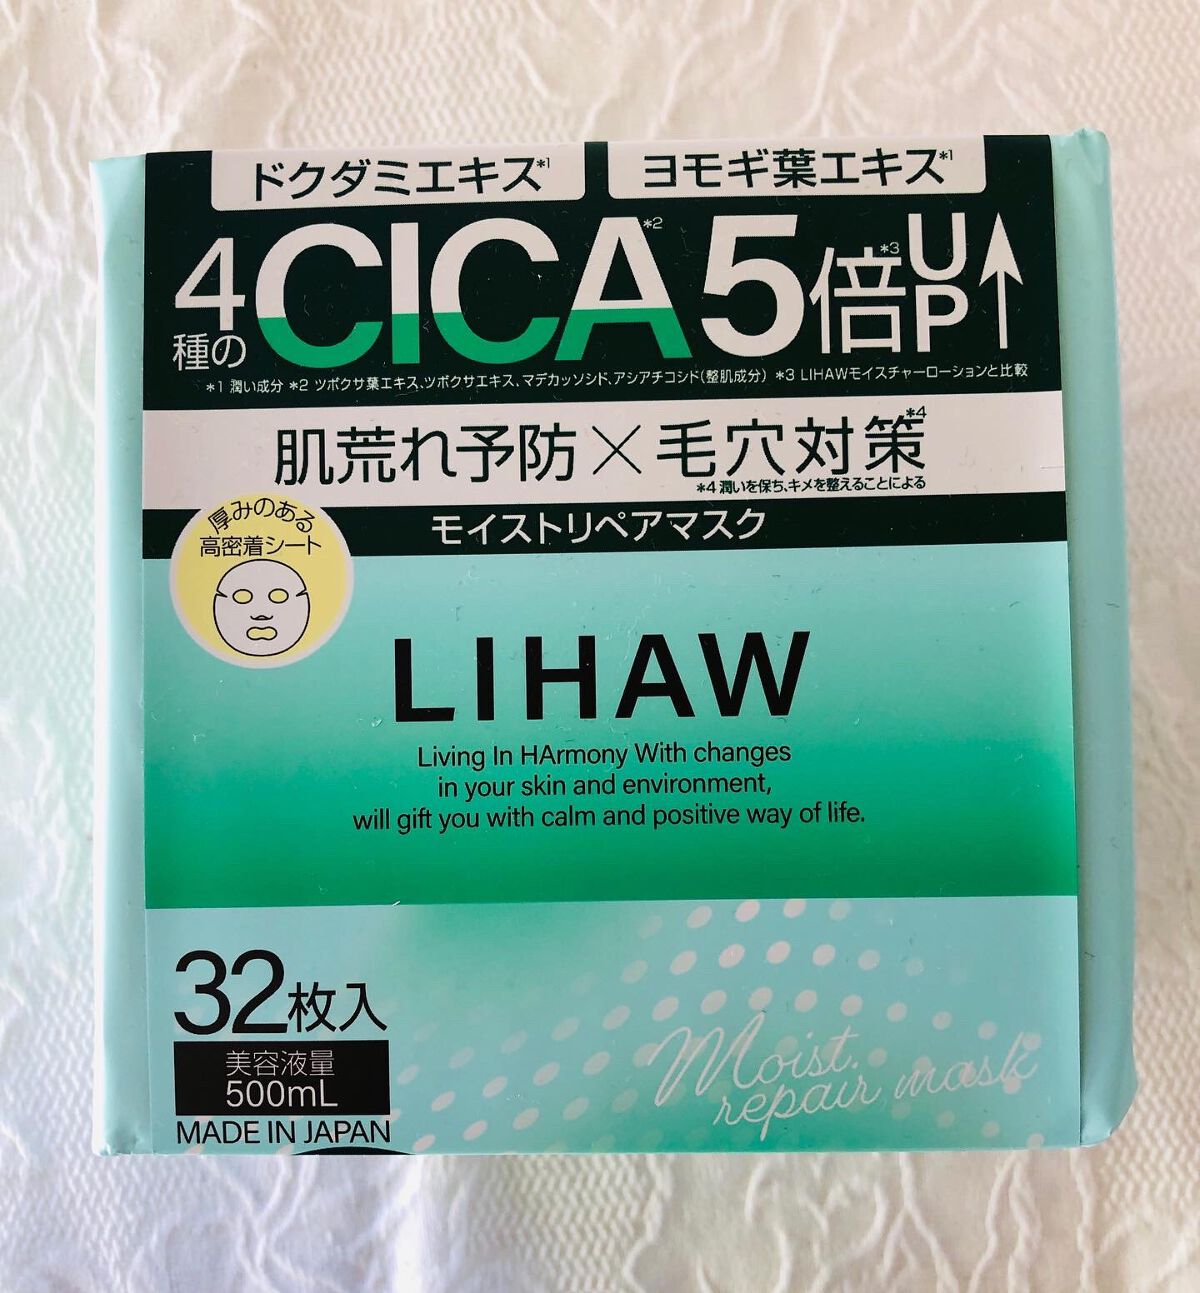 ドクダミエキス*1 ヨモギ葉エキス*1
4種のCICA*2 5倍*3 UP↑
*1 潤い成分 *2 ツボクサ葉エキス、ツボクサエキス、マデカッソシド、アシアチコシド(整肌成分) *3 LIHAWモイスチャーローションと比較
肌荒れ予防×毛穴対策*4
*4 潤いを保ち、キメを整えることによる
モイストリペアマスク
厚みのある
高密着シート
LIHAW
Living In HArmony With changes
in your skin and environment,
will gift you with calm and positive way of life.
32枚入
美容液量
500mL
MADE IN JAPAN
Moist
repair mask